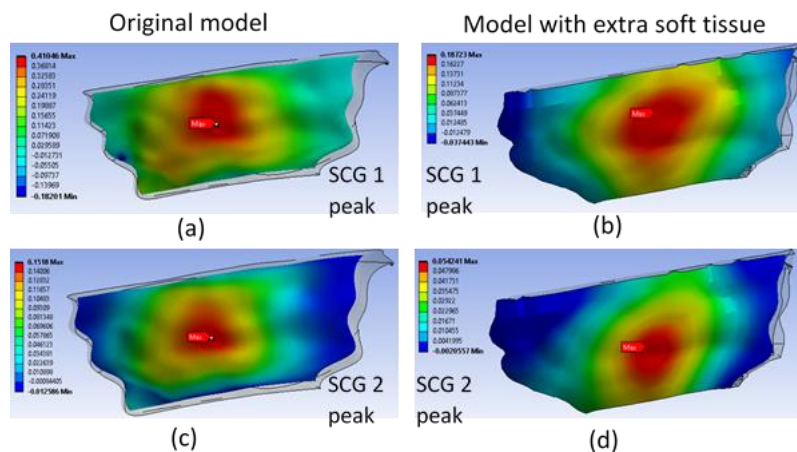 Original model
Model with extra soft tissue
0.41046 Max
0.36814
0.32583
0.28351
0.24119
0.19887
0.15655
0.11423
0.071908
0.029589
-0.012731
-0.05505
-0.09737
-0.13969
-0.18201 Min
Max
SCG 1
peak
(a)
0.18723 Max
0.16227
0.13731
0.11234
0.087377
0.062413
0.037449
0.012485
-0.012479
-0.037443 Min
Max
SCG 1
peak
(b)
0.1518 Max
0.14006
0.12832
0.11657
0.10483
0.09309
0.081348
0.069606
0.057865
0.046123
0.034381
0.022639
0.010898
-0.00084405
-0.012586 Min
Max
SCG 2
peak
(c)
0.054241 Max
0.047986
0.041731
0.035475
0.02922
0.022965
0.01671
0.010455
0.0041995
-0.0020557 Min
Max
SCG 2
peak
(d)